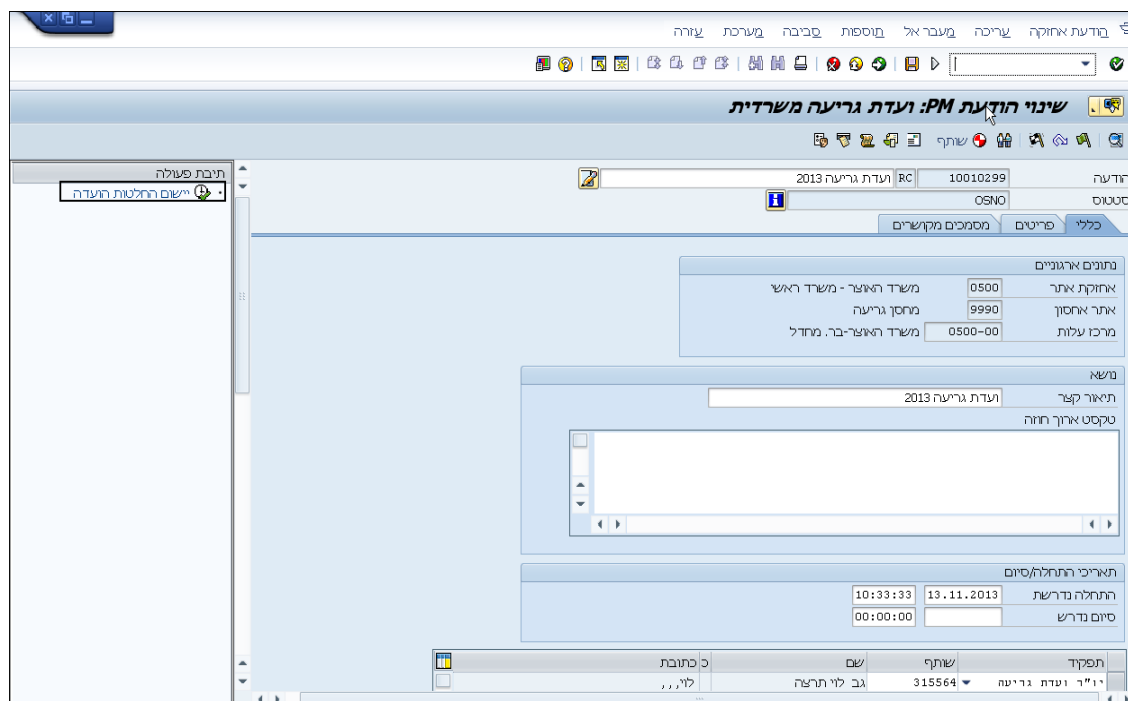 הודעת אחזקה עריכה מעבר אל תוספות סביבה מערכת עזרה
שינוי הודעת PM: ועדת גריעה משרדית
שותף
הודעה 10010299 RC ועדת גריעה 2013
סטטוס OSNO
כללי פריטים מסמכים מקושרים
נתונים ארגוניים
אחזקת אתר 0500 משרד האוצר - משרד ראשי
אתר אחסון 9990 מחסן גריעה
מרכז עלות 0500-00 משרד האוצר-בר. מחדל
נושא
תיאור קצר ועדת גריעה 2013
טקסט ארוך חוזה
תאריכי התחלה/סיום
התחלה נדרשת 13.11.2013 10:33:33
סיום נדרש 00:00:00
תפקיד שותף שם כ כתובת
יו"ר ועדת גריעה 315564 גב לוי תרצה לוי,,,
תיבת פעולה
יישום החלטות הועדה